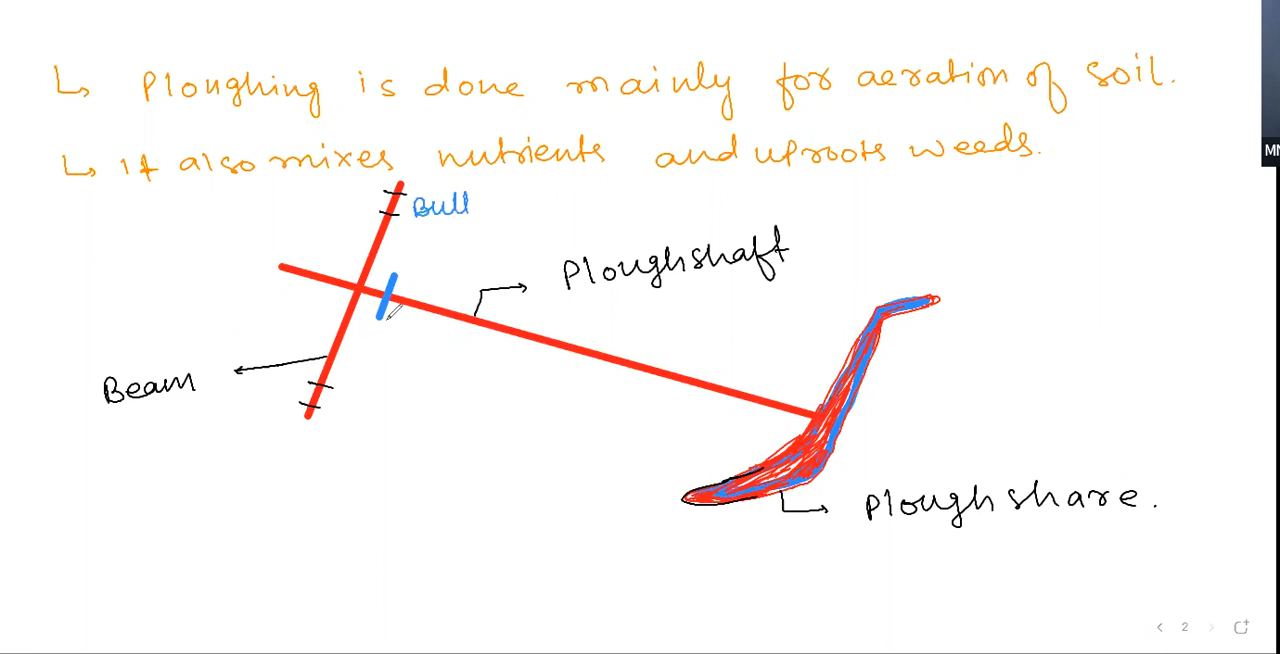 ↳ Ploughing is done mainly for aeration of soil.
↳ it also mixes nutrients and uproots weeds.
Bull
Ploughshaft
Beam
Ploughshare.
MN
< 2 >